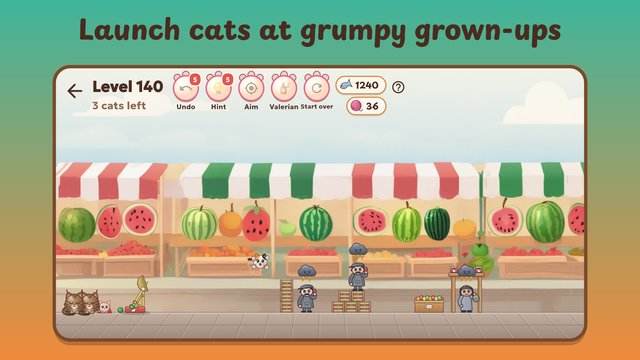 Launch cats at grumpy grown-ups
Level 140
3 cats left
5
5
Undo
Hint
Aim
Valerian
Start over
1240
36
?